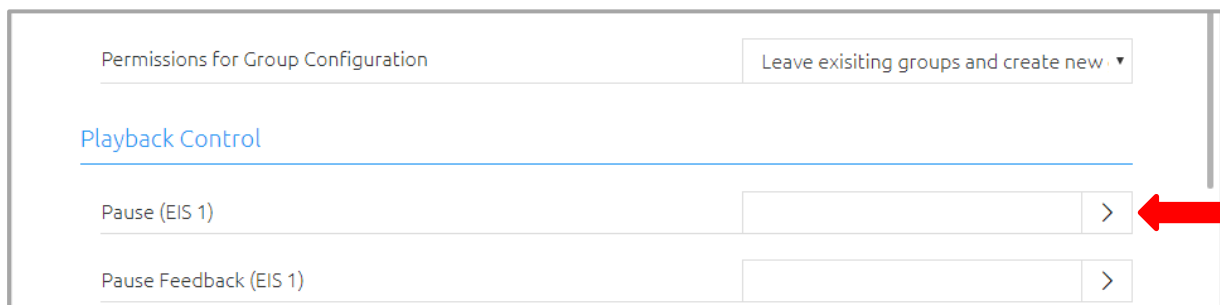 Permissions for Group Configuration
Leave exisiting groups and create new
Playback Control
Pause (EIS 1)
Pause Feedback (EIS 1)